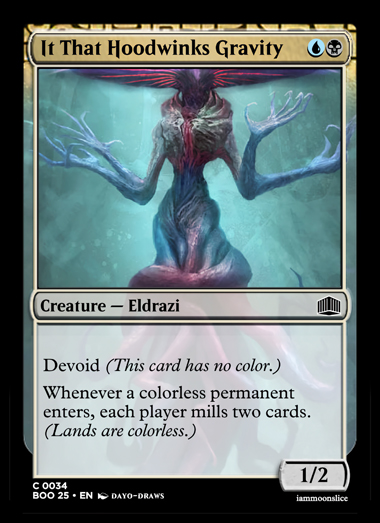 It That Hoodwinks Gravity
Creature — Eldrazi
Devoid (This card has no color.)
Whenever a colorless permanent
enters, each player mills two cards.
(Lands are colorless.)
1/2
C 0034
BOO 25 • EN DAYO-DRAWS
iammoonslice